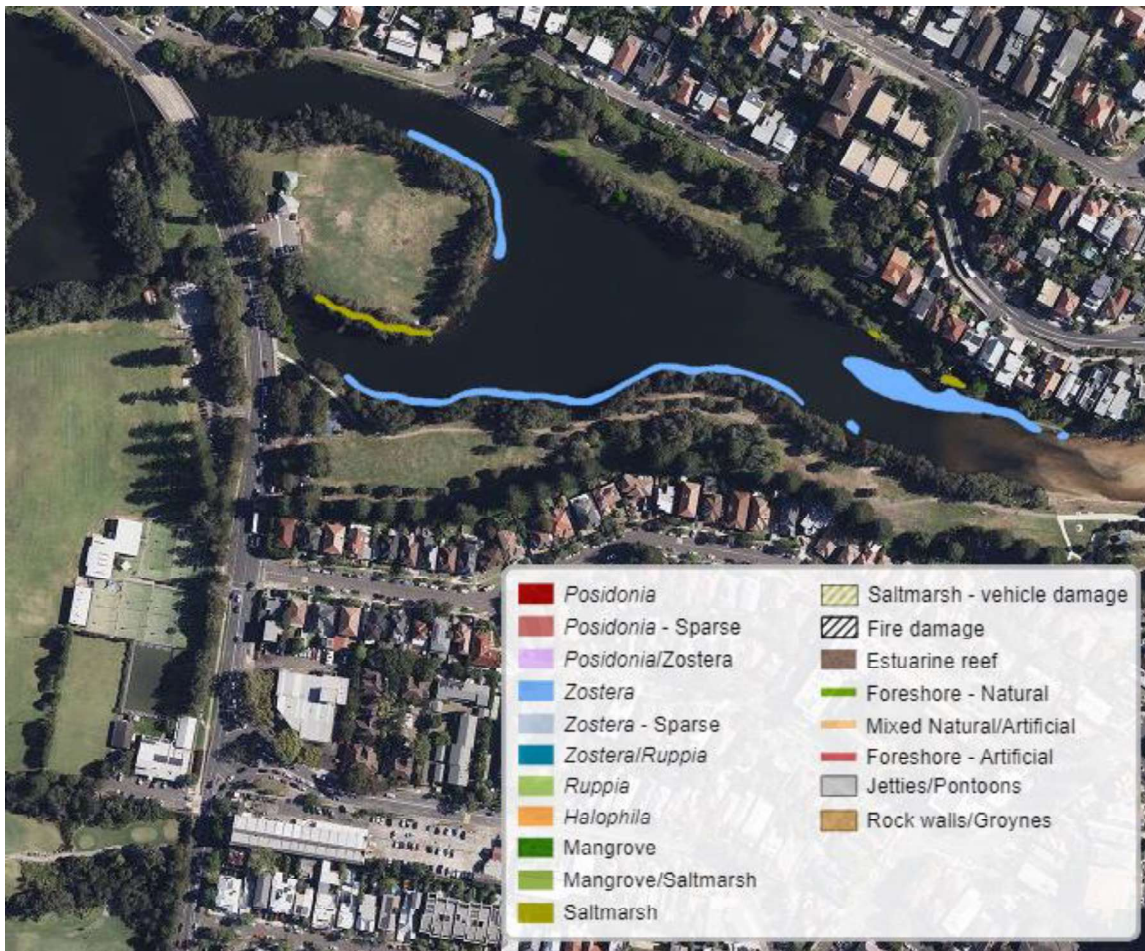 Posidonia
Posidonia - Sparse
Posidonia/Zostera
Zostera
Zostera - Sparse
Zostera/Ruppia
Ruppia
Halophila
Mangrove
Mangrove/Saltmarsh
Saltmarsh
Saltmarsh - vehicle damage
Fire damage
Estuarine reef
Foreshore - Natural
Mixed Natural/Artificial
Foreshore - Artificial
Jetties/Pontoons
Rock walls/Groynes